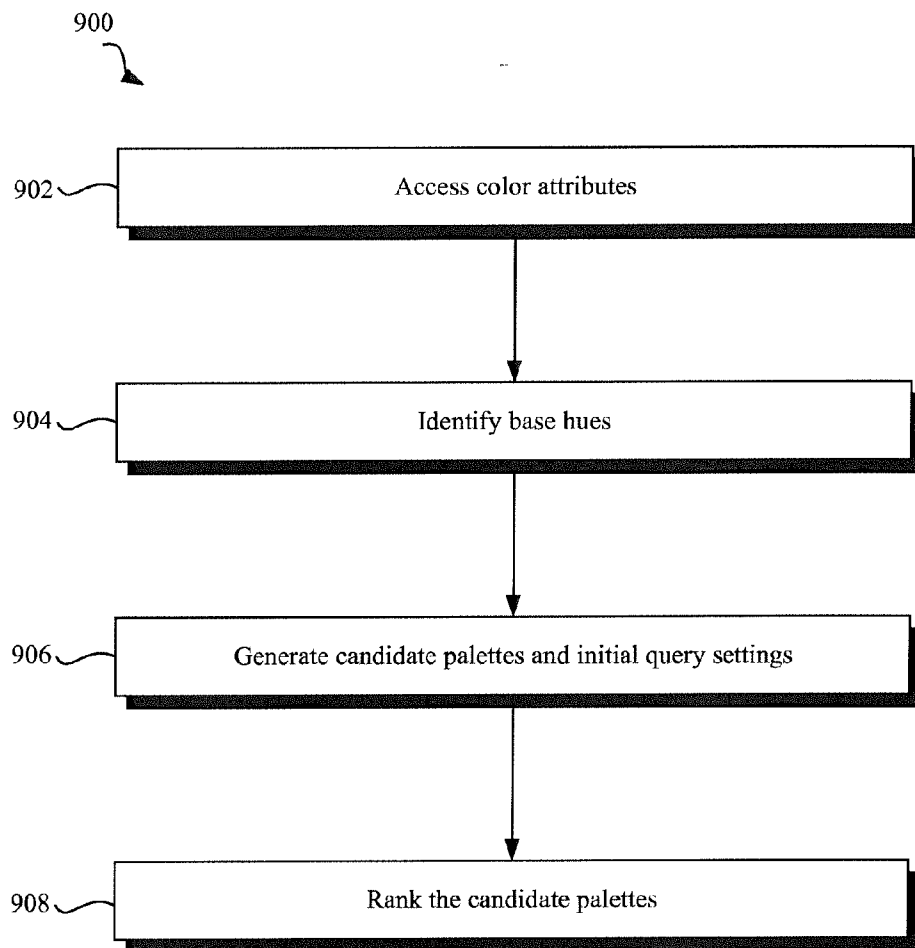 900
902
Access color attributes
904
Identify base hues
906
Generate candidate palettes and initial query settings
908
Rank the candidate palettes